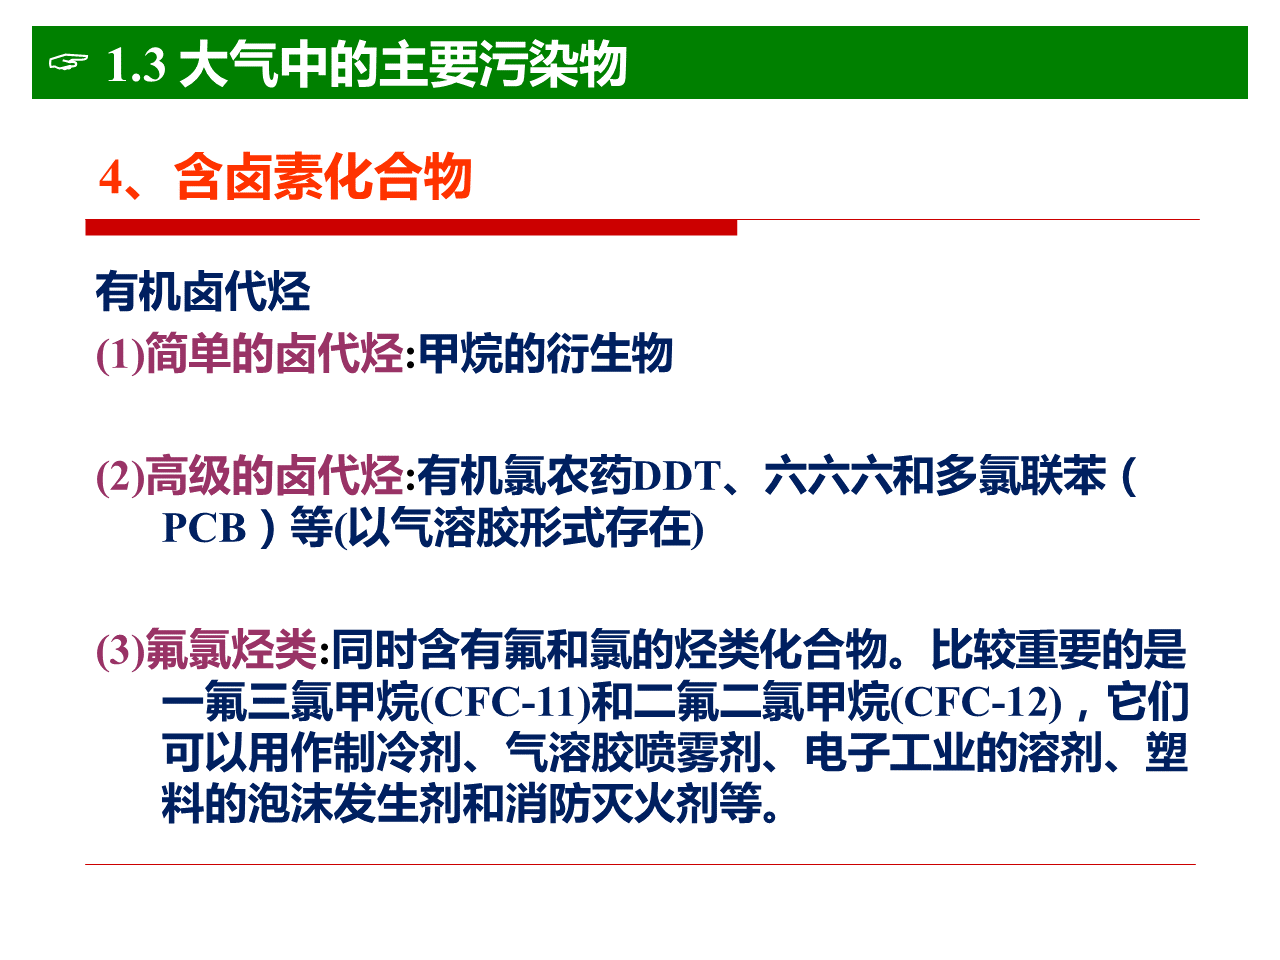 ☞ 1.3 大气中的主要污染物
4、含卤素化合物
有机卤代烃
(1)简单的卤代烃:甲烷的衍生物
(2)高级的卤代烃:有机氯农药DDT、六六六和多氯联苯（
PCB）等(以气溶胶形式存在)
(3)氟氯烃类:同时含有氟和氯的烃类化合物。比较重要的是
一氟三氯甲烷(CFC-11)和二氟二氯甲烷(CFC-12)，它们
可以用作制冷剂、气溶胶喷雾剂、电子工业的溶剂、塑
料的泡沫发生剂和消防灭火剂等。